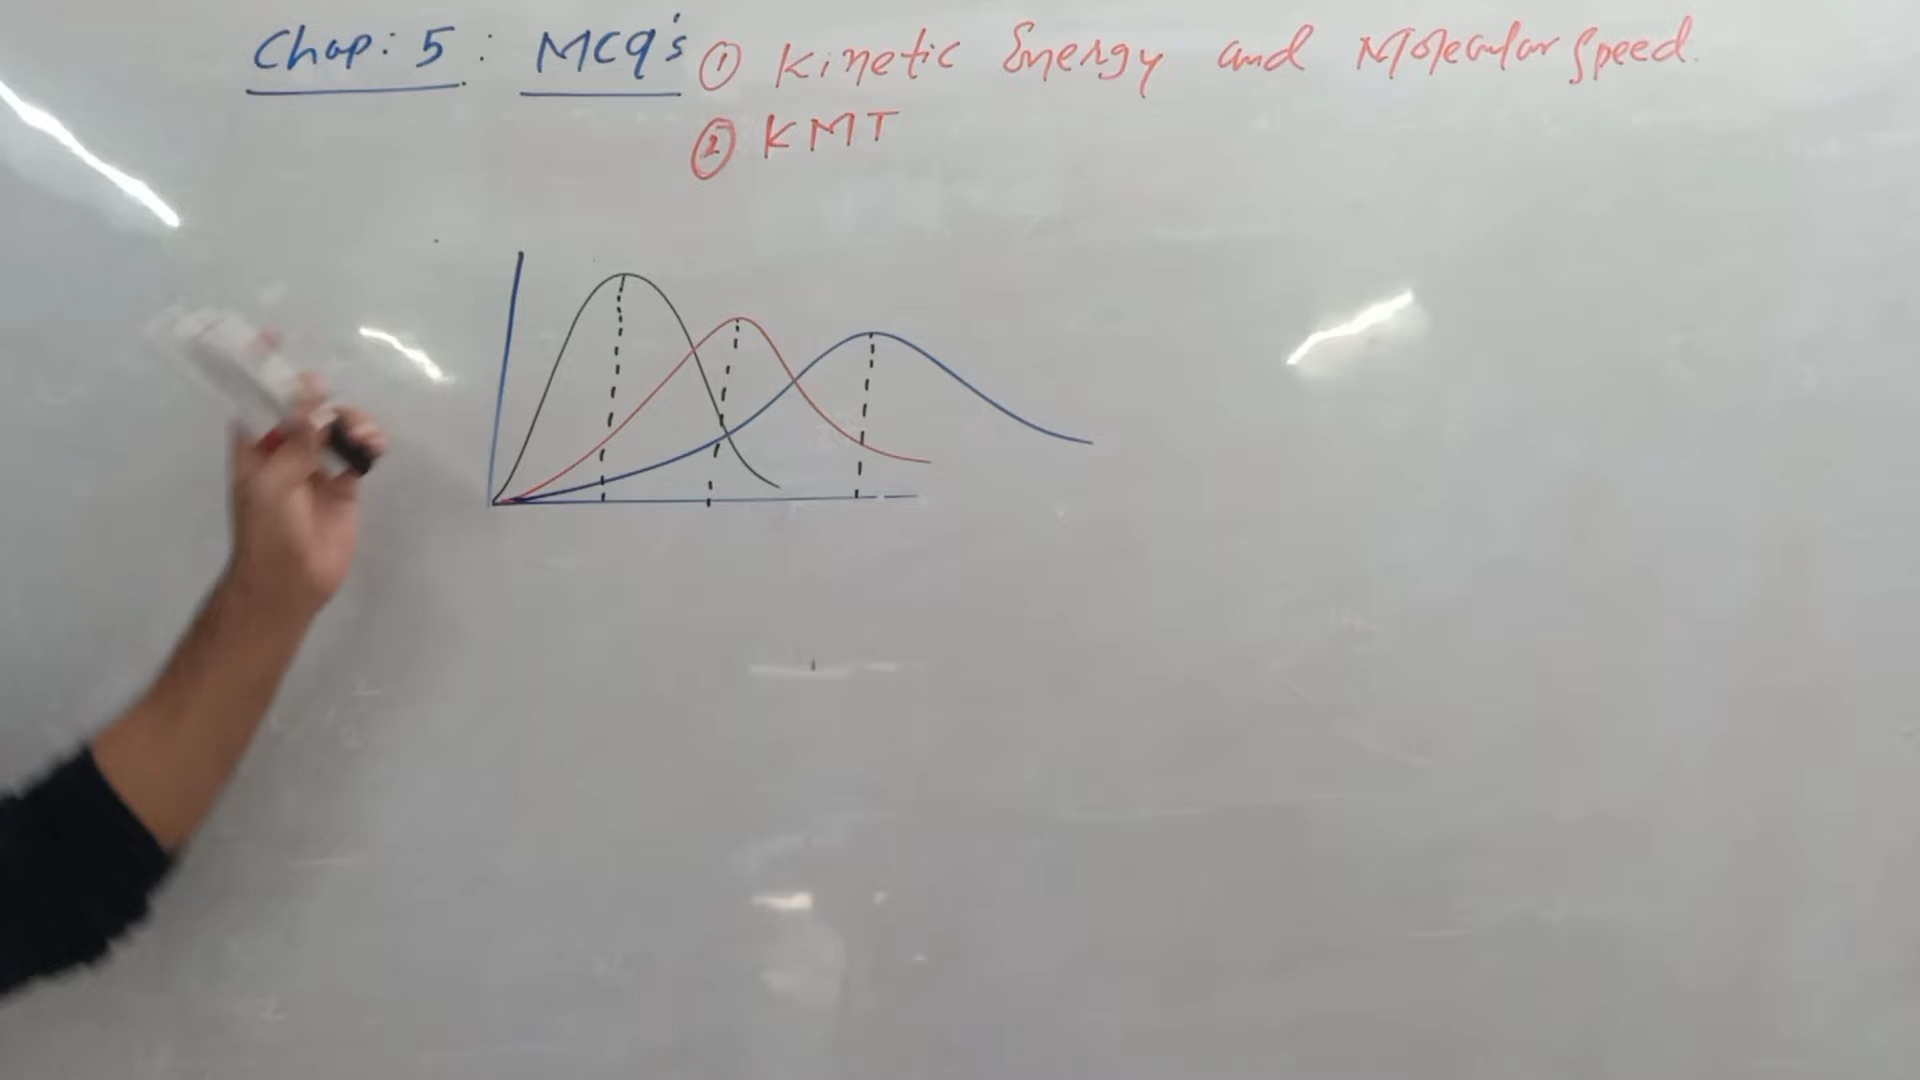 Chap: 5 : MCq's ① Kinetic Energy and Molecular Speed.
② KMT